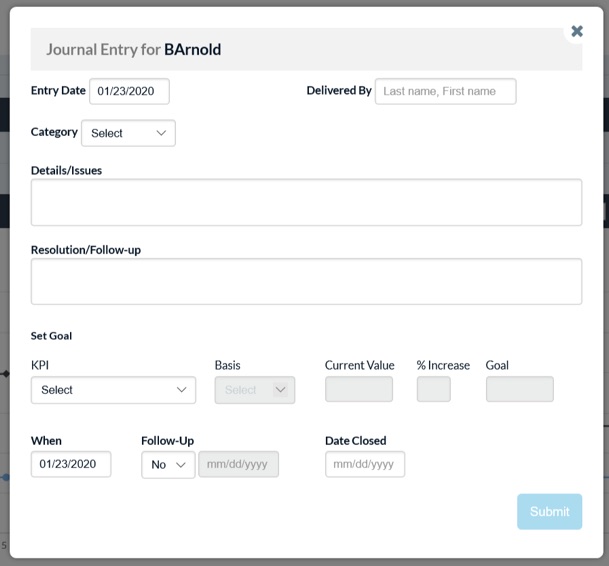 Journal Entry for BArnold
Entry Date 01/23/2020 Delivered By Last name, First name
Category Select
Details/Issues
Resolution/Follow-up
Set Goal
KPI Basis Current Value % Increase Goal
Select Select
When Follow-Up Date Closed
01/23/2020 No mm/dd/yyyy mm/dd/yyyy
Submit
5